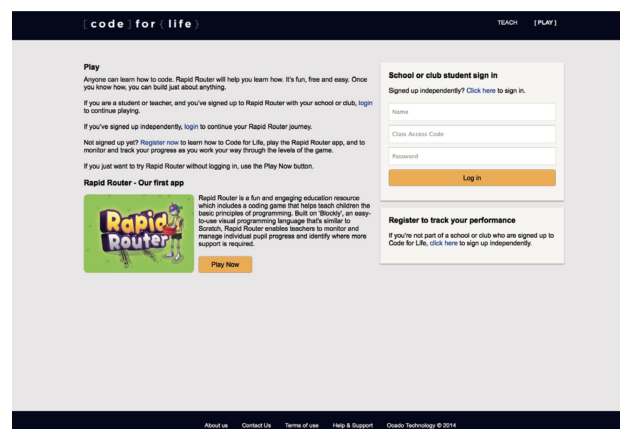 [ code ] for { life }
TEACH [ PLAY ]
Play
Anyone can learn how to code. Rapid Router will help you learn how. It's fun, free and easy. Once
you know how, you can build just about anything.
If you are a student or teacher, and you've signed up to Rapid Router with your school or club, login
to continue playing.
If you've signed up independently, login to continue your Rapid Router journey.
Not signed up yet? Register now to learn how to Code for Life, play the Rapid Router app, and to
monitor and track your progress as you work your way through the levels of the game.
If you just want to try Rapid Router without logging in, use the Play Now button.
Rapid Router - Our first app
Rapid
Router
Rapid Router is a fun and engaging education resource
which includes a coding game that helps teach children the
basic principles of programming. Built on 'Blockly', an easy-
to-use visual programming language that's similar to
Scratch, Rapid Router enables teachers to monitor and
manage individual pupil progress and identify where more
support is required.
Play Now
School or club student sign in
Signed up independently? Click here to sign in.
Name
Class Access Code
Password
Log in
Register to track your performance
If you're not part of a school or club who are signed up to
Code for Life, click here to sign up independently.
About us Contact Us Terms of use Help & Support Ocado Technology © 2014